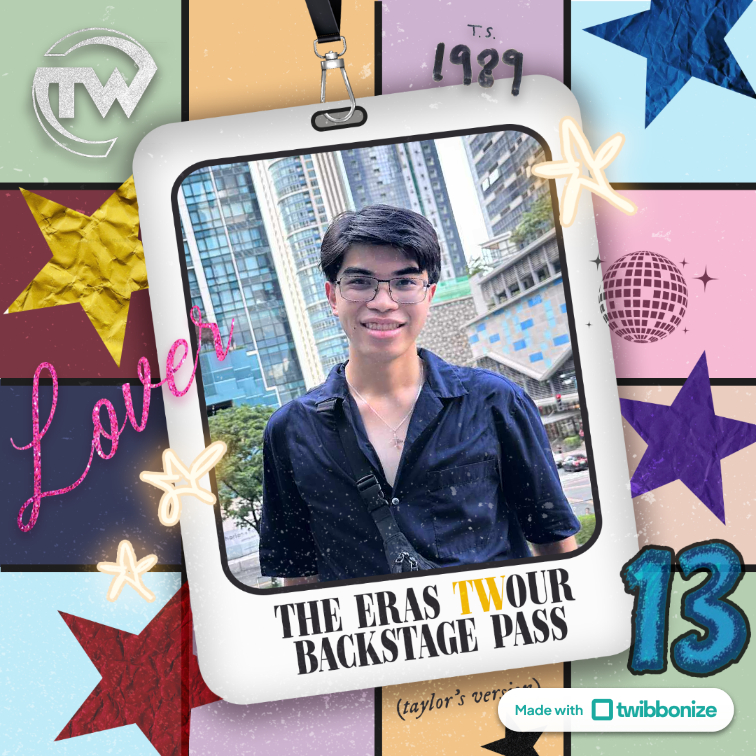 TW
T.S.
1989
Lover
THE ERAS TWOUR
BACKSTAGE PASS
(taylor's version)
13
Made with twibbonize